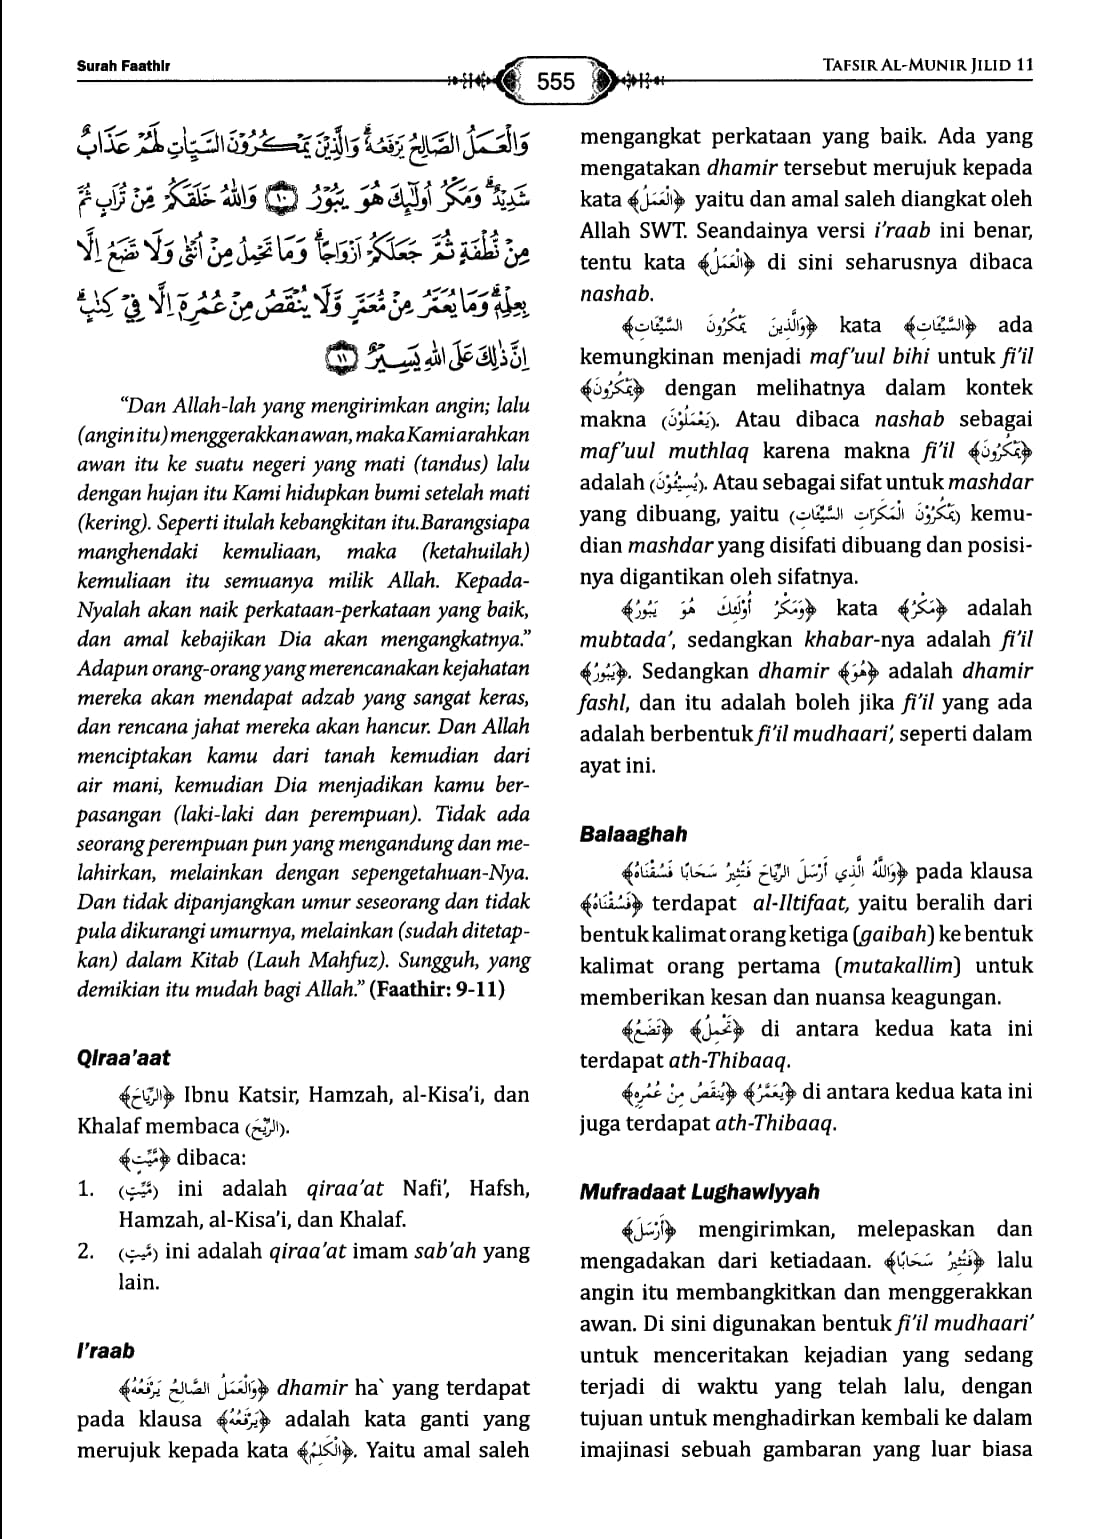 Surah Faathir
555
TAFSIR AL-MUNIR JILID 11
وَالْعَمَلُ الصَّالِحُ يَرْفَعُهُ ۗ وَالَّذِينَ يَمْكُرُونَ السَّيِّاٰتِ لَهُمْ عَذَابٌ
شَدِيدٌ ۗ وَمَكْرُ اُولٰۤىِٕكَ هُوَ يَبُوْرُ ۝١٠ وَاللّٰهُ خَلَقَكُمْ مِّنْ تُرَابٍ ثُمَّ
مِنْ نُّطْفَةٍ ثُمَّ جَعَلَكُمْ اَزْوَاجًا ۗ وَمَا تَحْمِلُ مِنْ اُنْثٰى وَلَا تَضَعُ اِلَّا
بِعِلْمِهٖ ۗ وَمَا يُعَمَّرُ مِنْ مُّعَمَّرٍ وَّلَا يُنْقَصُ مِنْ عُمُرِهٖٓ اِلَّا فِيْ كِتٰبٍ ۗ
اِنَّ ذٰلِكَ عَلَى اللّٰهِ يَسِيْرٌ ۝١١
“Dan Allah-lah yang mengirimkan angin; lalu
(angin itu) menggerakkan awan, maka Kami arahkan
awan itu ke suatu negeri yang mati (tandus) lalu
dengan hujan itu Kami hidupkan bumi setelah mati
(kering). Seperti itulah kebangkitan itu.Barangsiapa
manghendaki kemuliaan, maka (ketahuilah)
kemuliaan itu semuanya milik Allah. Kepada-
Nyalah akan naik perkataan-perkataan yang baik,
dan amal kebajikan Dia akan mengangkatnya.”
Adapun orang-orang yang merencanakan kejahatan
mereka akan mendapat adzab yang sangat keras,
dan rencana jahat mereka akan hancur. Dan Allah
menciptakan kamu dari tanah kemudian dari
air mani, kemudian Dia menjadikan kamu ber-
pasangan (laki-laki dan perempuan). Tidak ada
seorang perempuan pun yang mengandung dan me-
lahirkan, melainkan dengan sepengetahuan-Nya.
Dan tidak dipanjangkan umur seseorang dan tidak
pula dikurangi umurnya, melainkan (sudah ditetap-
kan) dalam Kitab (Lauh Mahfuz). Sungguh, yang
demikian itu mudah bagi Allah.” (Faathir: 9-11)
Qiraa’aat
﴿الرِّيَاحَ﴾ Ibnu Katsir, Hamzah, al-Kisa’i, dan
Khalaf membaca (الرِّيْحَ).
﴿مَّيِّتٍ﴾ dibaca:
1. (مَّيِّتٍ) ini adalah qiraa’at Nafi’, Hafsh,
Hamzah, al-Kisa’i, dan Khalaf.
2. (مَيْتٍ) ini adalah qiraa’at imam sab’ah yang
lain.
I’raab
﴿وَالْعَمَلُ الصَّالِحُ يَرْفَعُهُ﴾ dhamir ha` yang terdapat
pada klausa ﴿يَرْفَعُهُ﴾ adalah kata ganti yang
merujuk kepada kata ﴿الْكَلِمُ﴾. Yaitu amal saleh
mengangkat perkataan yang baik. Ada yang
mengatakan dhamir tersebut merujuk kepada
kata ﴿الْعَمَلُ﴾ yaitu dan amal saleh diangkat oleh
Allah SWT. Seandainya versi i’raab ini benar,
tentu kata ﴿الْعَمَلُ﴾ di sini seharusnya dibaca
nashab.
﴿وَالَّذِينَ يَمْكُرُونَ السَّيِّئَاتِ﴾ kata ﴿السَّيِّئَاتِ﴾ ada
kemungkinan menjadi maf’uul bihi untuk fi’il
﴿يَمْكُرُونَ﴾ dengan melihatnya dalam kontek
makna (يَعْمَلُوْنَ). Atau dibaca nashab sebagai
maf’uul muthlaq karena makna fi’il ﴿يَمْكُرُونَ﴾
adalah (يُسِيْئُوْنَ). Atau sebagai sifat untuk mashdar
yang dibuang, yaitu (يَمْكُرُوْنَ الْمَكَرَاتِ السَّيِّئَاتِ) kemu-
dian mashdar yang disifati dibuang dan posisi-
nya digantikan oleh sifatnya.
﴿وَمَكْرُ أُولَئِكَ هُوَ يَبُورُ﴾ kata ﴿مَكْرُ﴾ adalah
mubtada’, sedangkan khabar-nya adalah fi’il
﴿يَبُورُ﴾. Sedangkan dhamir ﴿هُوَ﴾ adalah dhamir
fashl, dan itu adalah boleh jika fi’il yang ada
adalah berbentuk fi’il mudhaari’, seperti dalam
ayat ini.
Balaaghah
﴿وَاللَّهُ الَّذِي أَرْسَلَ الرِّيَاحَ فَتُثِيرُ سَحَابًا فَسُقْنَاهُ﴾ pada klausa
﴿فَسُقْنَاهُ﴾ terdapat al-Iltifaat, yaitu beralih dari
bentuk kalimat orang ketiga (gaibah) ke bentuk
kalimat orang pertama (mutakallim) untuk
memberikan kesan dan nuansa keagungan.
﴿تَحْمِلُ﴾ ﴿تَضَعُ﴾ di antara kedua kata ini
terdapat ath-Thibaaq.
﴿يُعَمَّرُ﴾ ﴿يُنْقَصُ مِنْ عُمُرِهِ﴾ di antara kedua kata ini
juga terdapat ath-Thibaaq.
Mufradaat Lughawiyyah
﴿أَرْسَلَ﴾ mengirimkan, melepaskan dan
mengadakan dari ketiadaan. ﴿فَتُثِيرُ سَحَابًا﴾ lalu
angin itu membangkitkan dan menggerakkan
awan. Di sini digunakan bentuk fi’il mudhaari’
untuk menceritakan kejadian yang sedang
terjadi di waktu yang telah lalu, dengan
tujuan untuk menghadirkan kembali ke dalam
imajinasi sebuah gambaran yang luar biasa